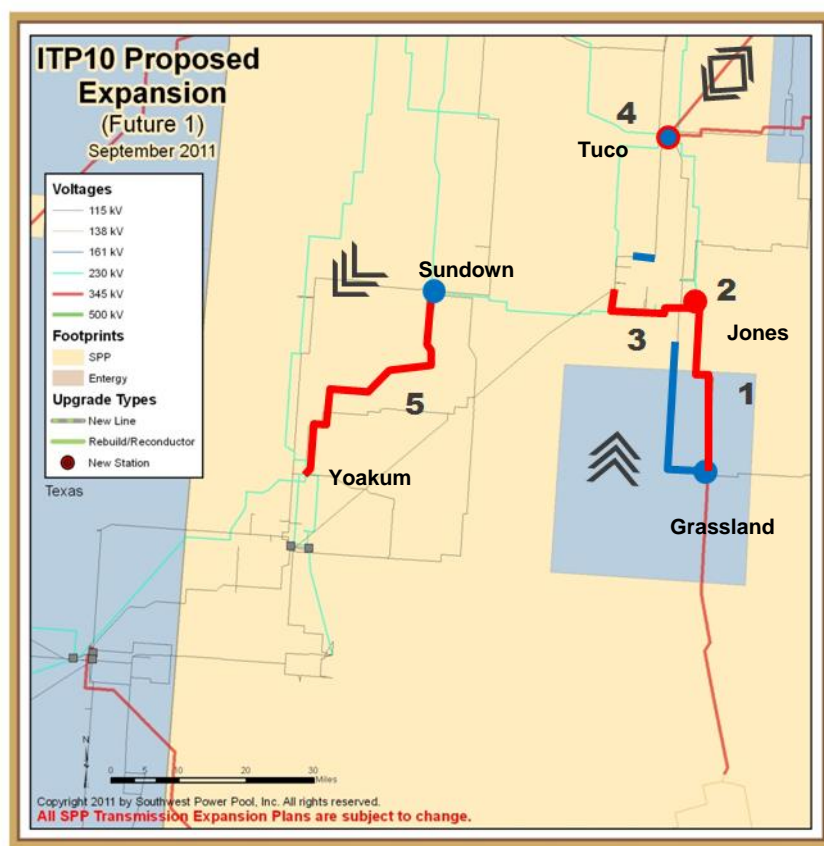 ITP10 Proposed
Expansion
(Future 1)
September 2011
Voltages
115 kV
138 kV
161 kV
230 kV
345 kV
500 kV
Footprints
SPP
Entergy
Upgrade Types
New Line
Rebuild/Reconductor
New Station
Texas
4
Tuco
Sundown
2
Jones
3
1
5
Yoakum
Grassland
N
0 5 10 20 30
Miles
Copyright 2011 by Southwest Power Pool, Inc. All rights reserved.
All SPP Transmission Expansion Plans are subject to change.